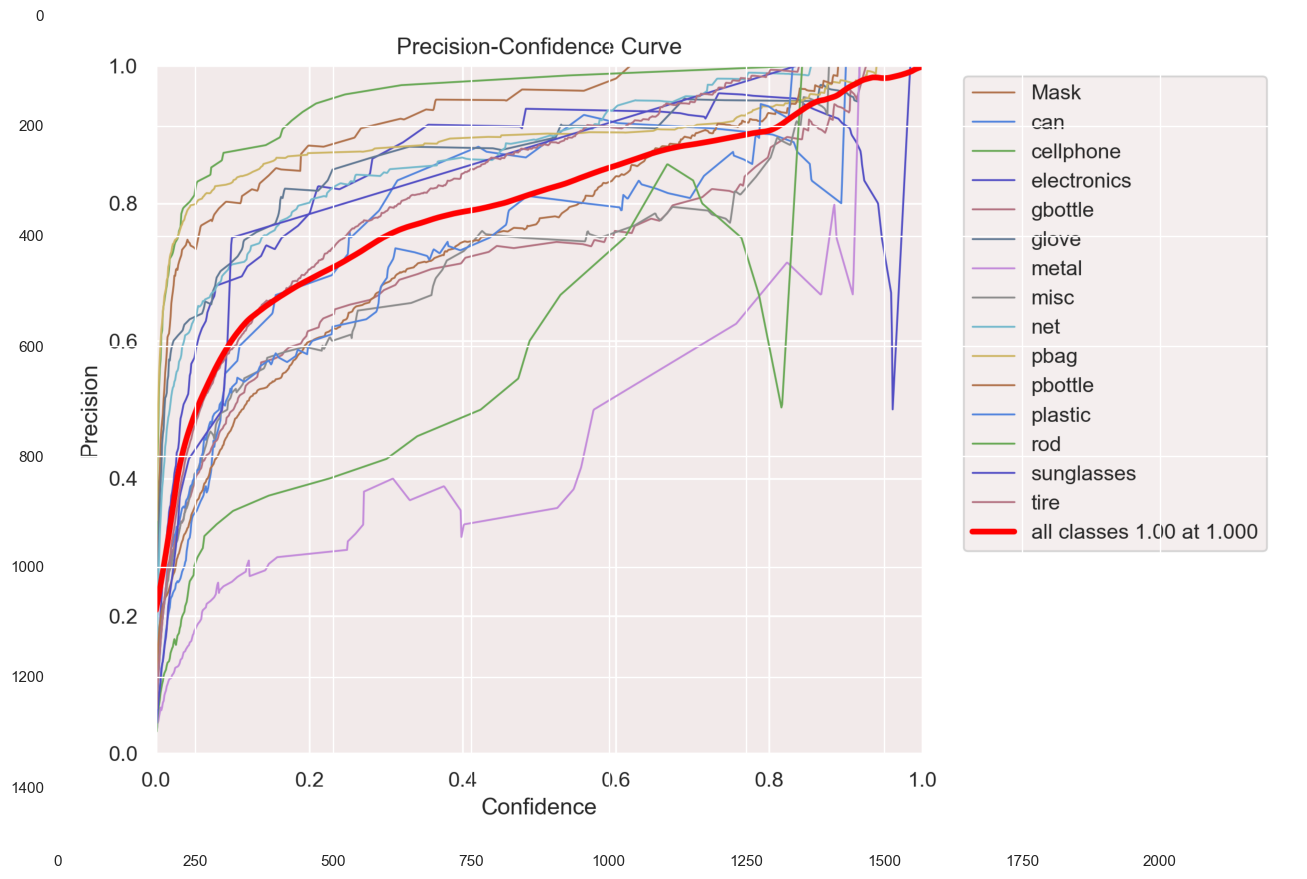 0
Precision-Confidence Curve
1.0
200
0.8
400
600
0.6
800
0.4
1000
0.2
1200
0.0
1400
Precision
0.0 0.2 0.4 0.6 0.8 1.0
Confidence
0 250 500 750 1000 1250 1500 1750 2000
Mask
can
cellphone
electronics
gbottle
glove
metal
misc
net
pbag
pbottle
plastic
rod
sunglasses
tire
all classes 1.00 at 1.000